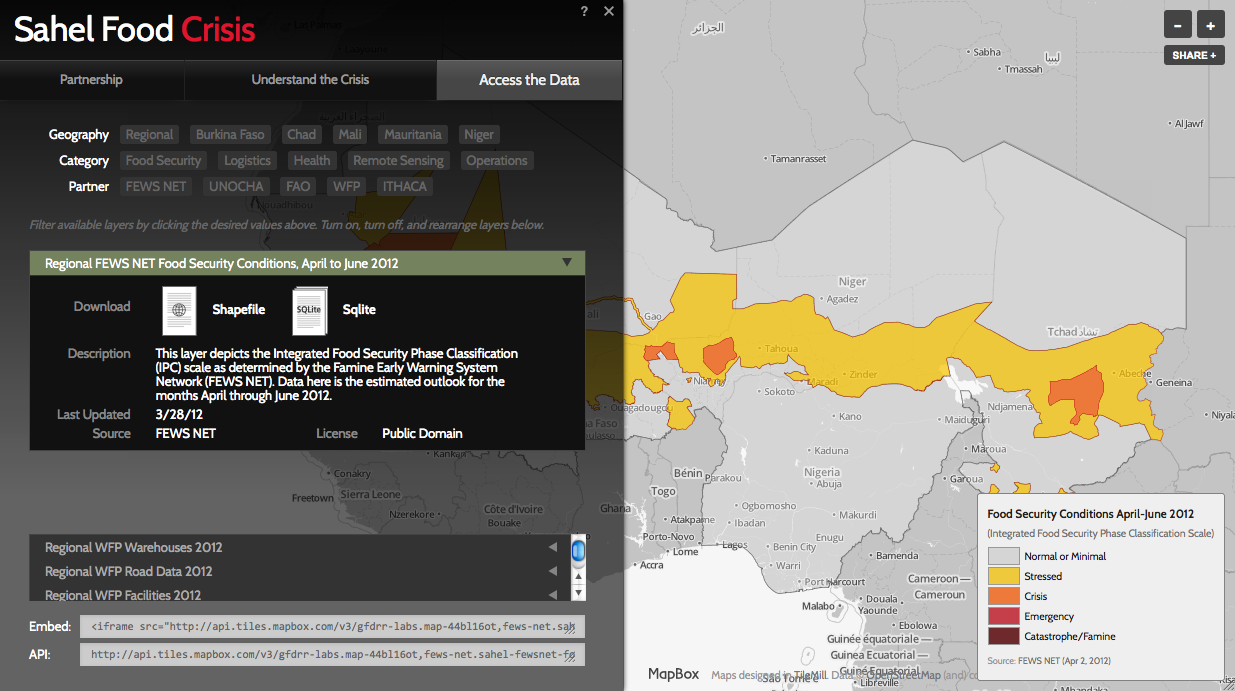 Sahel Food Crisis
? ×
Partnership
Understand the Crisis
Access the Data
Geography Regional Burkina Faso Chad Mali Mauritania Niger
Category Food Security Logistics Health Remote Sensing Operations
Partner FEWS NET UNOCHA FAO WFP ITHACA
Filter available layers by clicking the desired values above. Turn on, turn off, and rearrange layers below.
Regional FEWS NET Food Security Conditions, April to June 2012
Download Shapefile SQLite Sqlite
Description This layer depicts the Integrated Food Security Phase Classification
(IPC) scale as determined by the Famine Early Warning System
Network (FEWS NET). Data here is the estimated outlook for the
months April through June 2012.
Last Updated 3/28/12
Source FEWS NET License Public Domain
Regional WFP Warehouses 2012
Regional WFP Road Data 2012
Regional WFP Facilities 2012
Embed: <iframe src="http://api.tiles.mapbox.com/v3/gfdrr-labs.map-44bl16ot,fews-net.sah
API: http://api.tiles.mapbox.com/v3/gfdrr-labs.map-44bl16ot,fews-net.sahel-fewsnet-fo
- +
SHARE +
الجزائر
Sabha
ليبيا
Tmassah
Al Jawf
Tamanrasset
Niger
Agadez
Gao
Tchad تشاد
Tahoua
Zinder
Maradi
Abeche
Geneina
Niamey
Sokoto
Ouagadougou
Ndjamena
Kano
Maiduguri
Kaduna
Maroua
Nigeria
Abuja
Garoua
Bénin
Parakou
Togo
Ghana
Ogbomosho
Atakpame
Ibadan
Makurdi
Porto-Novo
Lagos
Lome
Enugu
Benin City
Accra
Warri
Bamenda
Port Harcourt
Cameroon —
Cameroun
Douala
Malabo
Yaounde
Ebolowa
Guinée équatoriale —
Guinea Ecuatorial —
Guiné Equatorial
Libreville
São Tomé e
Kankan
Conakry
Freetown
Sierra Leone
Nzerekore
Côte d'Ivoire
Bouake
Food Security Conditions April-June 2012
(Integrated Food Security Phase Classification Scale)
Normal or Minimal
Stressed
Crisis
Emergency
Catastrophe/Famine
Source: FEWS NET (Apr 2, 2012)
MapBox Maps designed in TileMill. Data © OpenStreetMap (and) co
Mbandaka